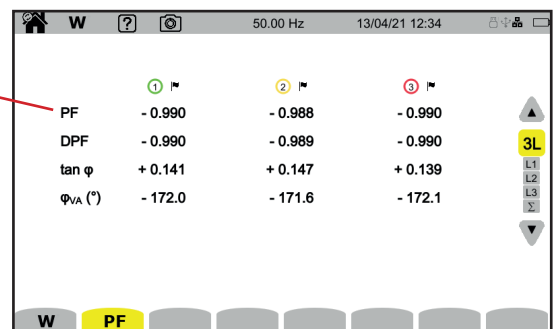 W ? 50.00 Hz 13/04/21 12:34
1 2 3
PF - 0.990 - 0.988 - 0.990
DPF - 0.990 - 0.989 - 0.990
tan φ + 0.141 + 0.147 + 0.139
φVA (°) - 172.0 - 171.6 - 172.1
3L
L1
L2
L3
Σ
W PF